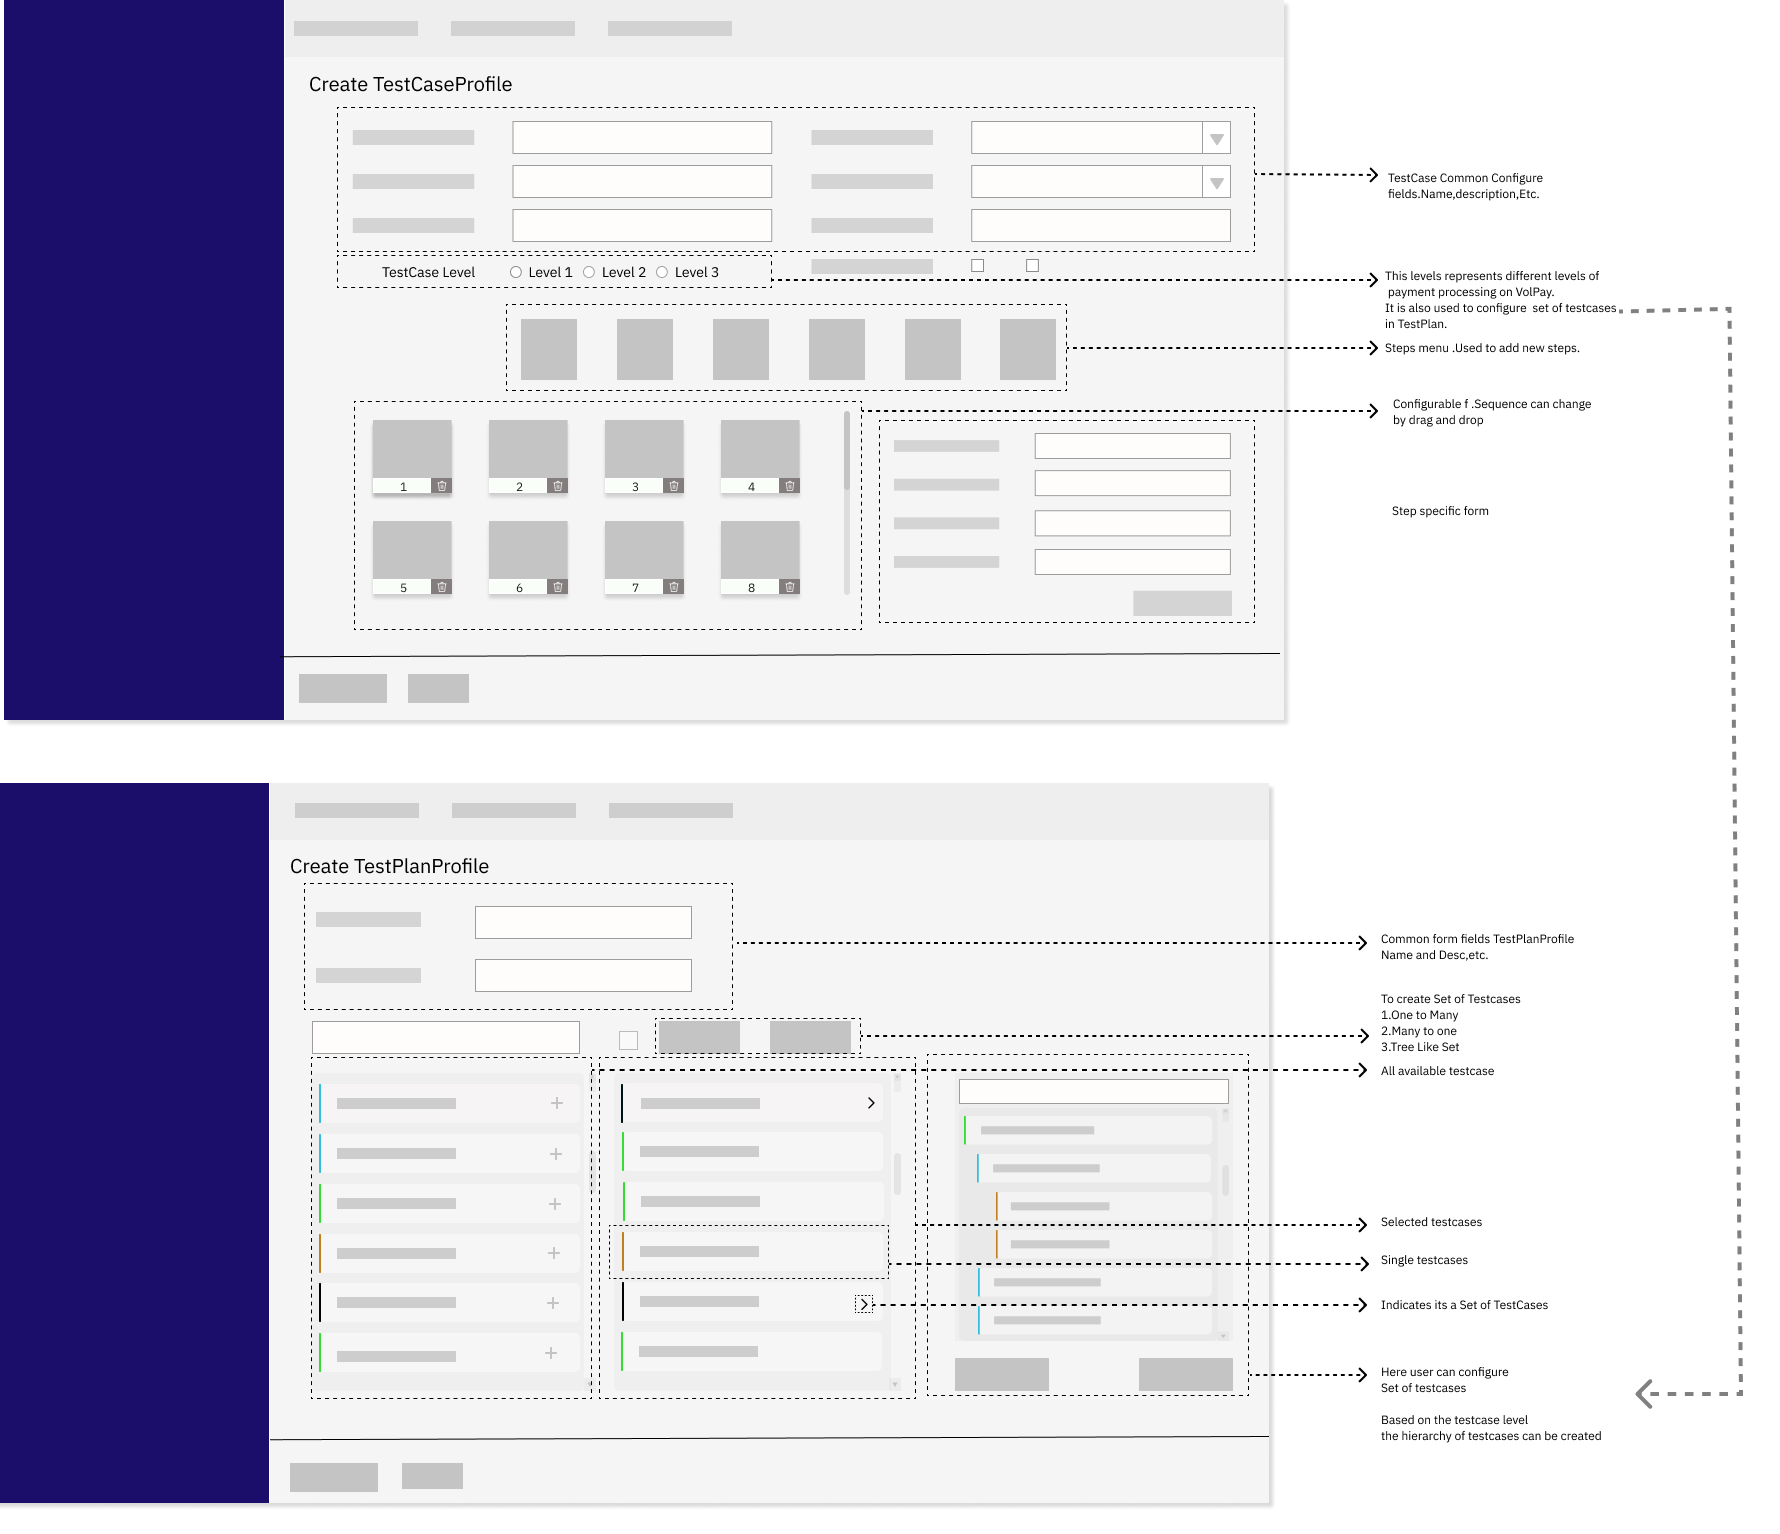 Create TestCaseProfile
TestCase Common Configure
fields.Name,description,Etc.
TestCase Level
Level 1
Level 2
Level 3
This levels represents different levels of
payment processing on VolPay.
It is also used to configure set of testcases
in TestPlan.
Steps menu .Used to add new steps.
Configurable f .Sequence can change
by drag and drop
1
2
3
4
Step specific form
5
6
7
8
Create TestPlanProfile
Common form fields TestPlanProfile
Name and Desc,etc.
To create Set of Testcases
1.One to Many
2.Many to one
3.Tree Like Set
All available testcase
Selected testcases
Single testcases
Indicates its a Set of TestCases
Here user can configure
Set of testcases
Based on the testcase level
the hierarchy of testcases can be created